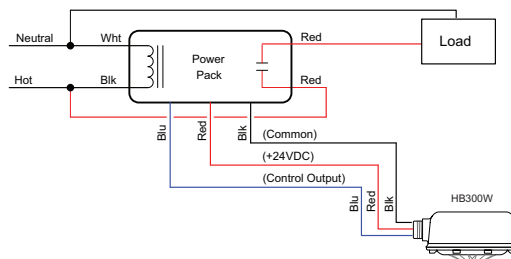 Neutral
Wht
Red
Load
Power
Pack
Hot
Blk
Red
Blu
Red
Blk
(Common)
(+24VDC)
(Control Output)
Blu
Red
Blk
HB300W